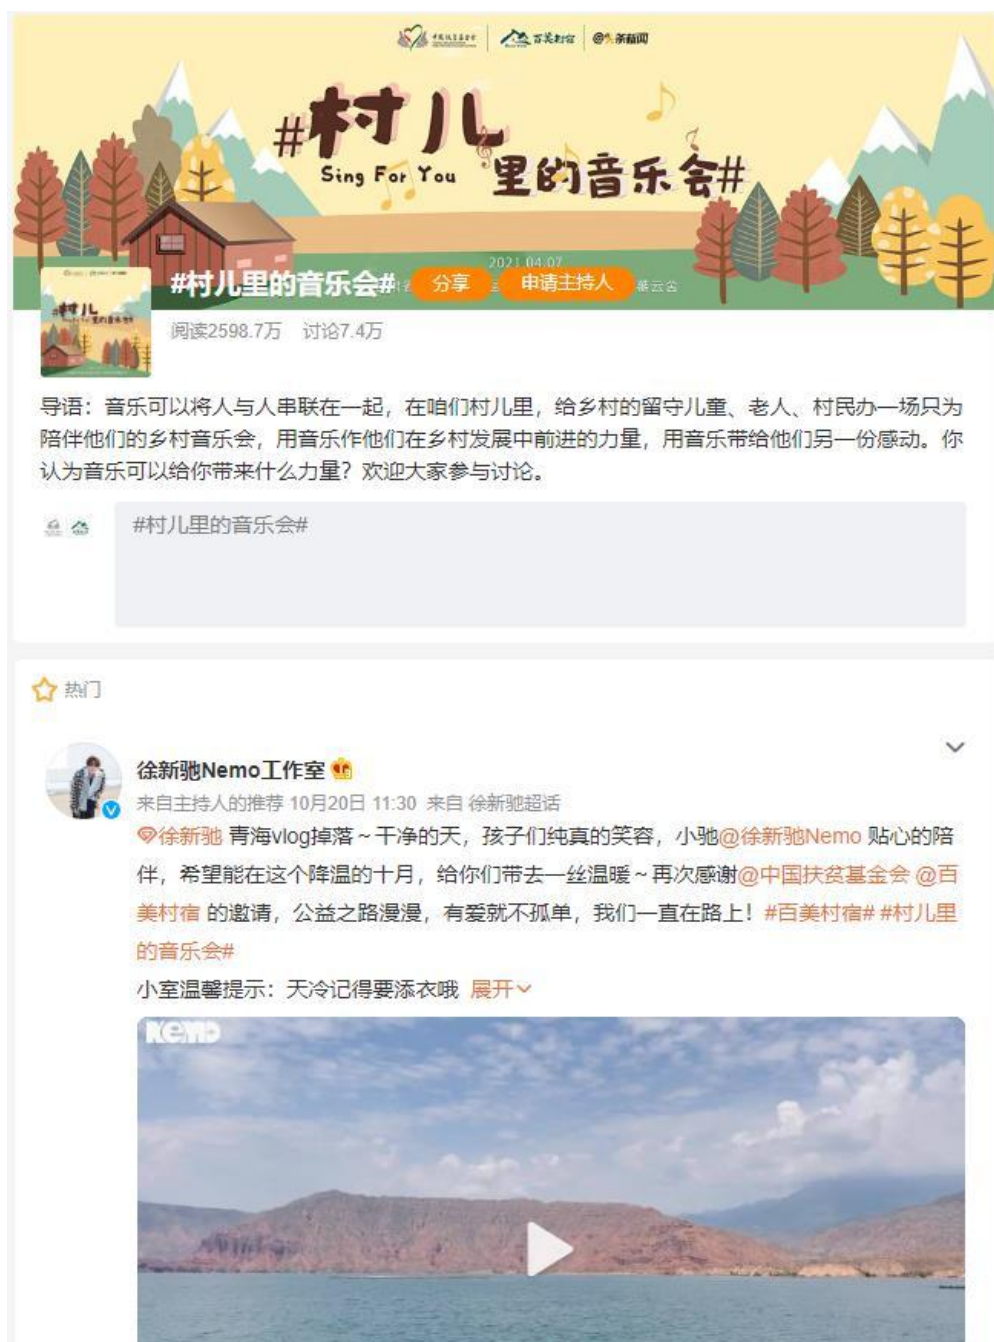 中国扶贫基金会 百美村宿 @头条新闻
#村儿
Sing For You
里的音乐会#
2021.04.07
#村儿里的音乐会# 分享 申请主持人
阅读2598.7万 讨论7.4万
导语：音乐可以将人与人串联在一起，在咱们村儿里，给乡村的留守儿童、老人、村民办一场只为
陪伴他们的乡村音乐会，用音乐作他们在乡村发展中前进的力量，用音乐带给他们另一份感动。你
认为音乐可以给你带来什么力量？欢迎大家参与讨论。
#村儿里的音乐会#
热门
徐新驰Nemo工作室
来自主持人的推荐 10月20日 11:30 来自 徐新驰超话
徐新驰 青海vlog掉落～干净的天，孩子们纯真的笑容，小驰@徐新驰Nemo 贴心的陪
伴，希望能在这个降温的十月，给你们带去一丝温暖～再次感谢@中国扶贫基金会 @百
美村宿 的邀请，公益之路漫漫，有爱就不孤单，我们一直在路上！#百美村宿# #村儿里
的音乐会#
小室温馨提示：天冷记得要添衣哦 展开
NEMO